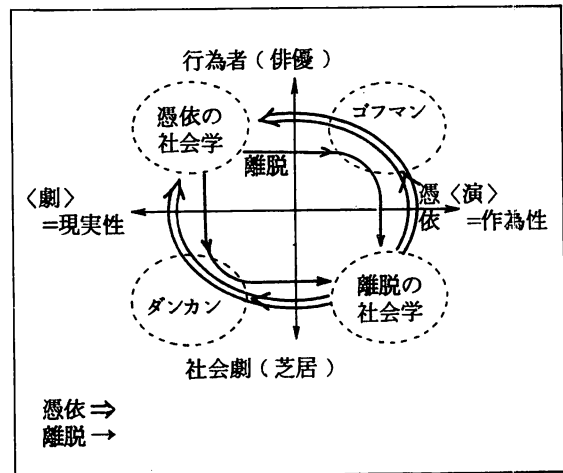 行為者（俳優）
憑依の
社会学
ゴフマン
離脱
〈劇〉
=現実性
憑依
〈演〉
=作為性
ダンカン
離脱の
社会学
社会劇（芝居）
憑依⇒
離脱→